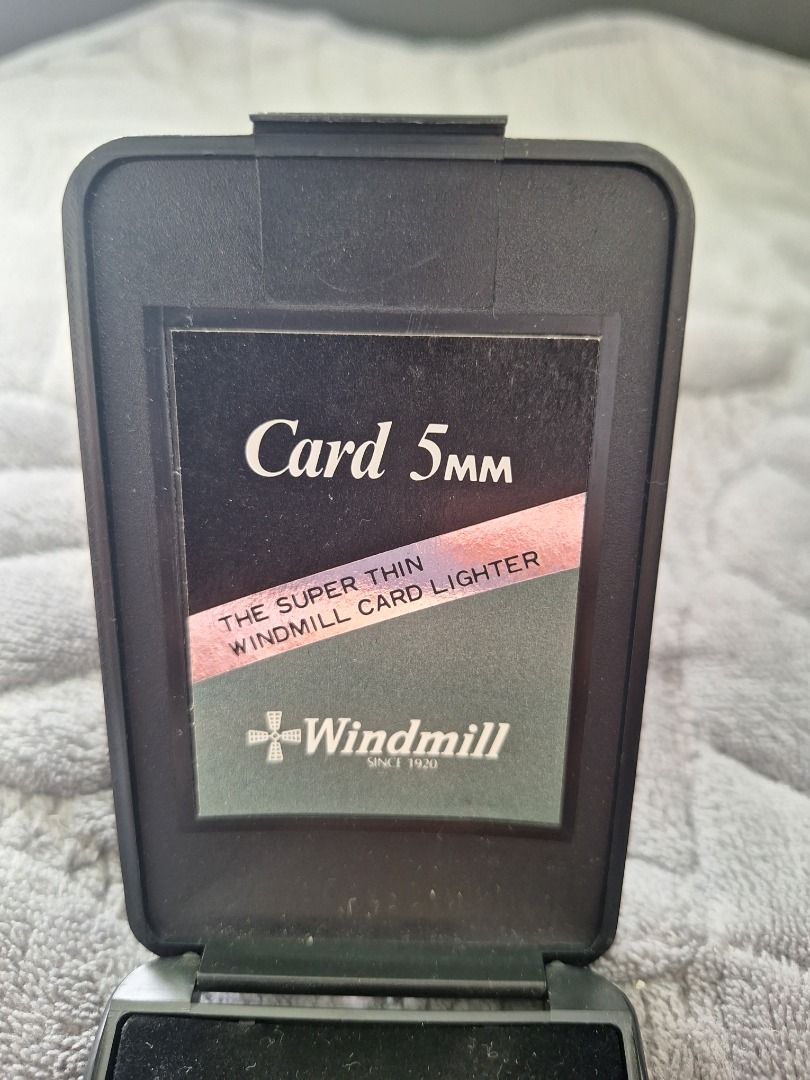 Card 5MM
THE SUPER THIN
WINDMILL CARD LIGHTER
Windmill
SINCE 1920